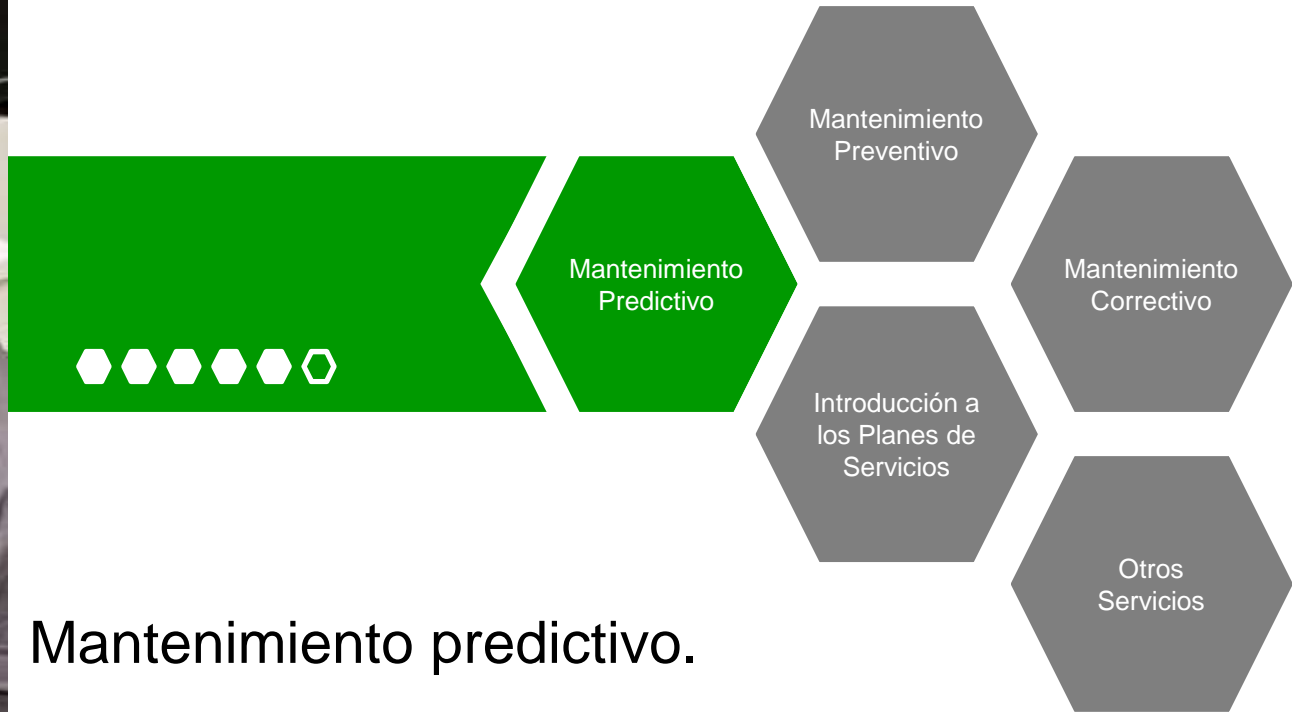 Mantenimiento
Preventivo
Mantenimiento
Predictivo
Mantenimiento
Correctivo
Introducción a
los Planes de
Servicios
Otros
Servicios
Mantenimiento predictivo.